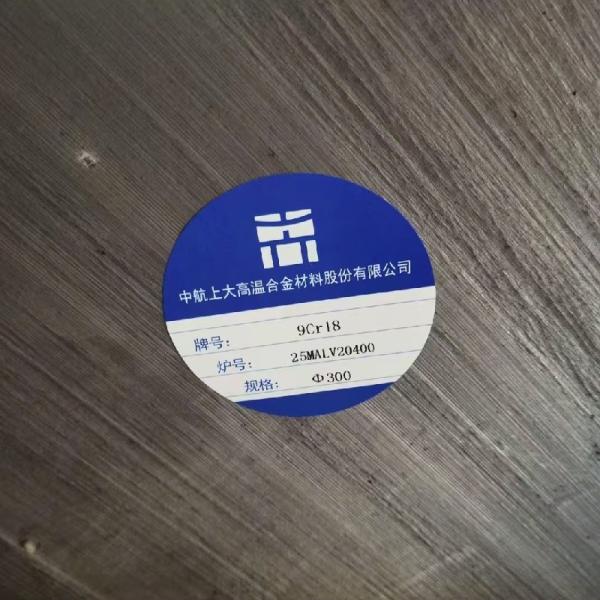 中航上大高温合金材料股份有限公司
牌号: 9Cr18
炉号: 25MALV20400
规格: Φ300